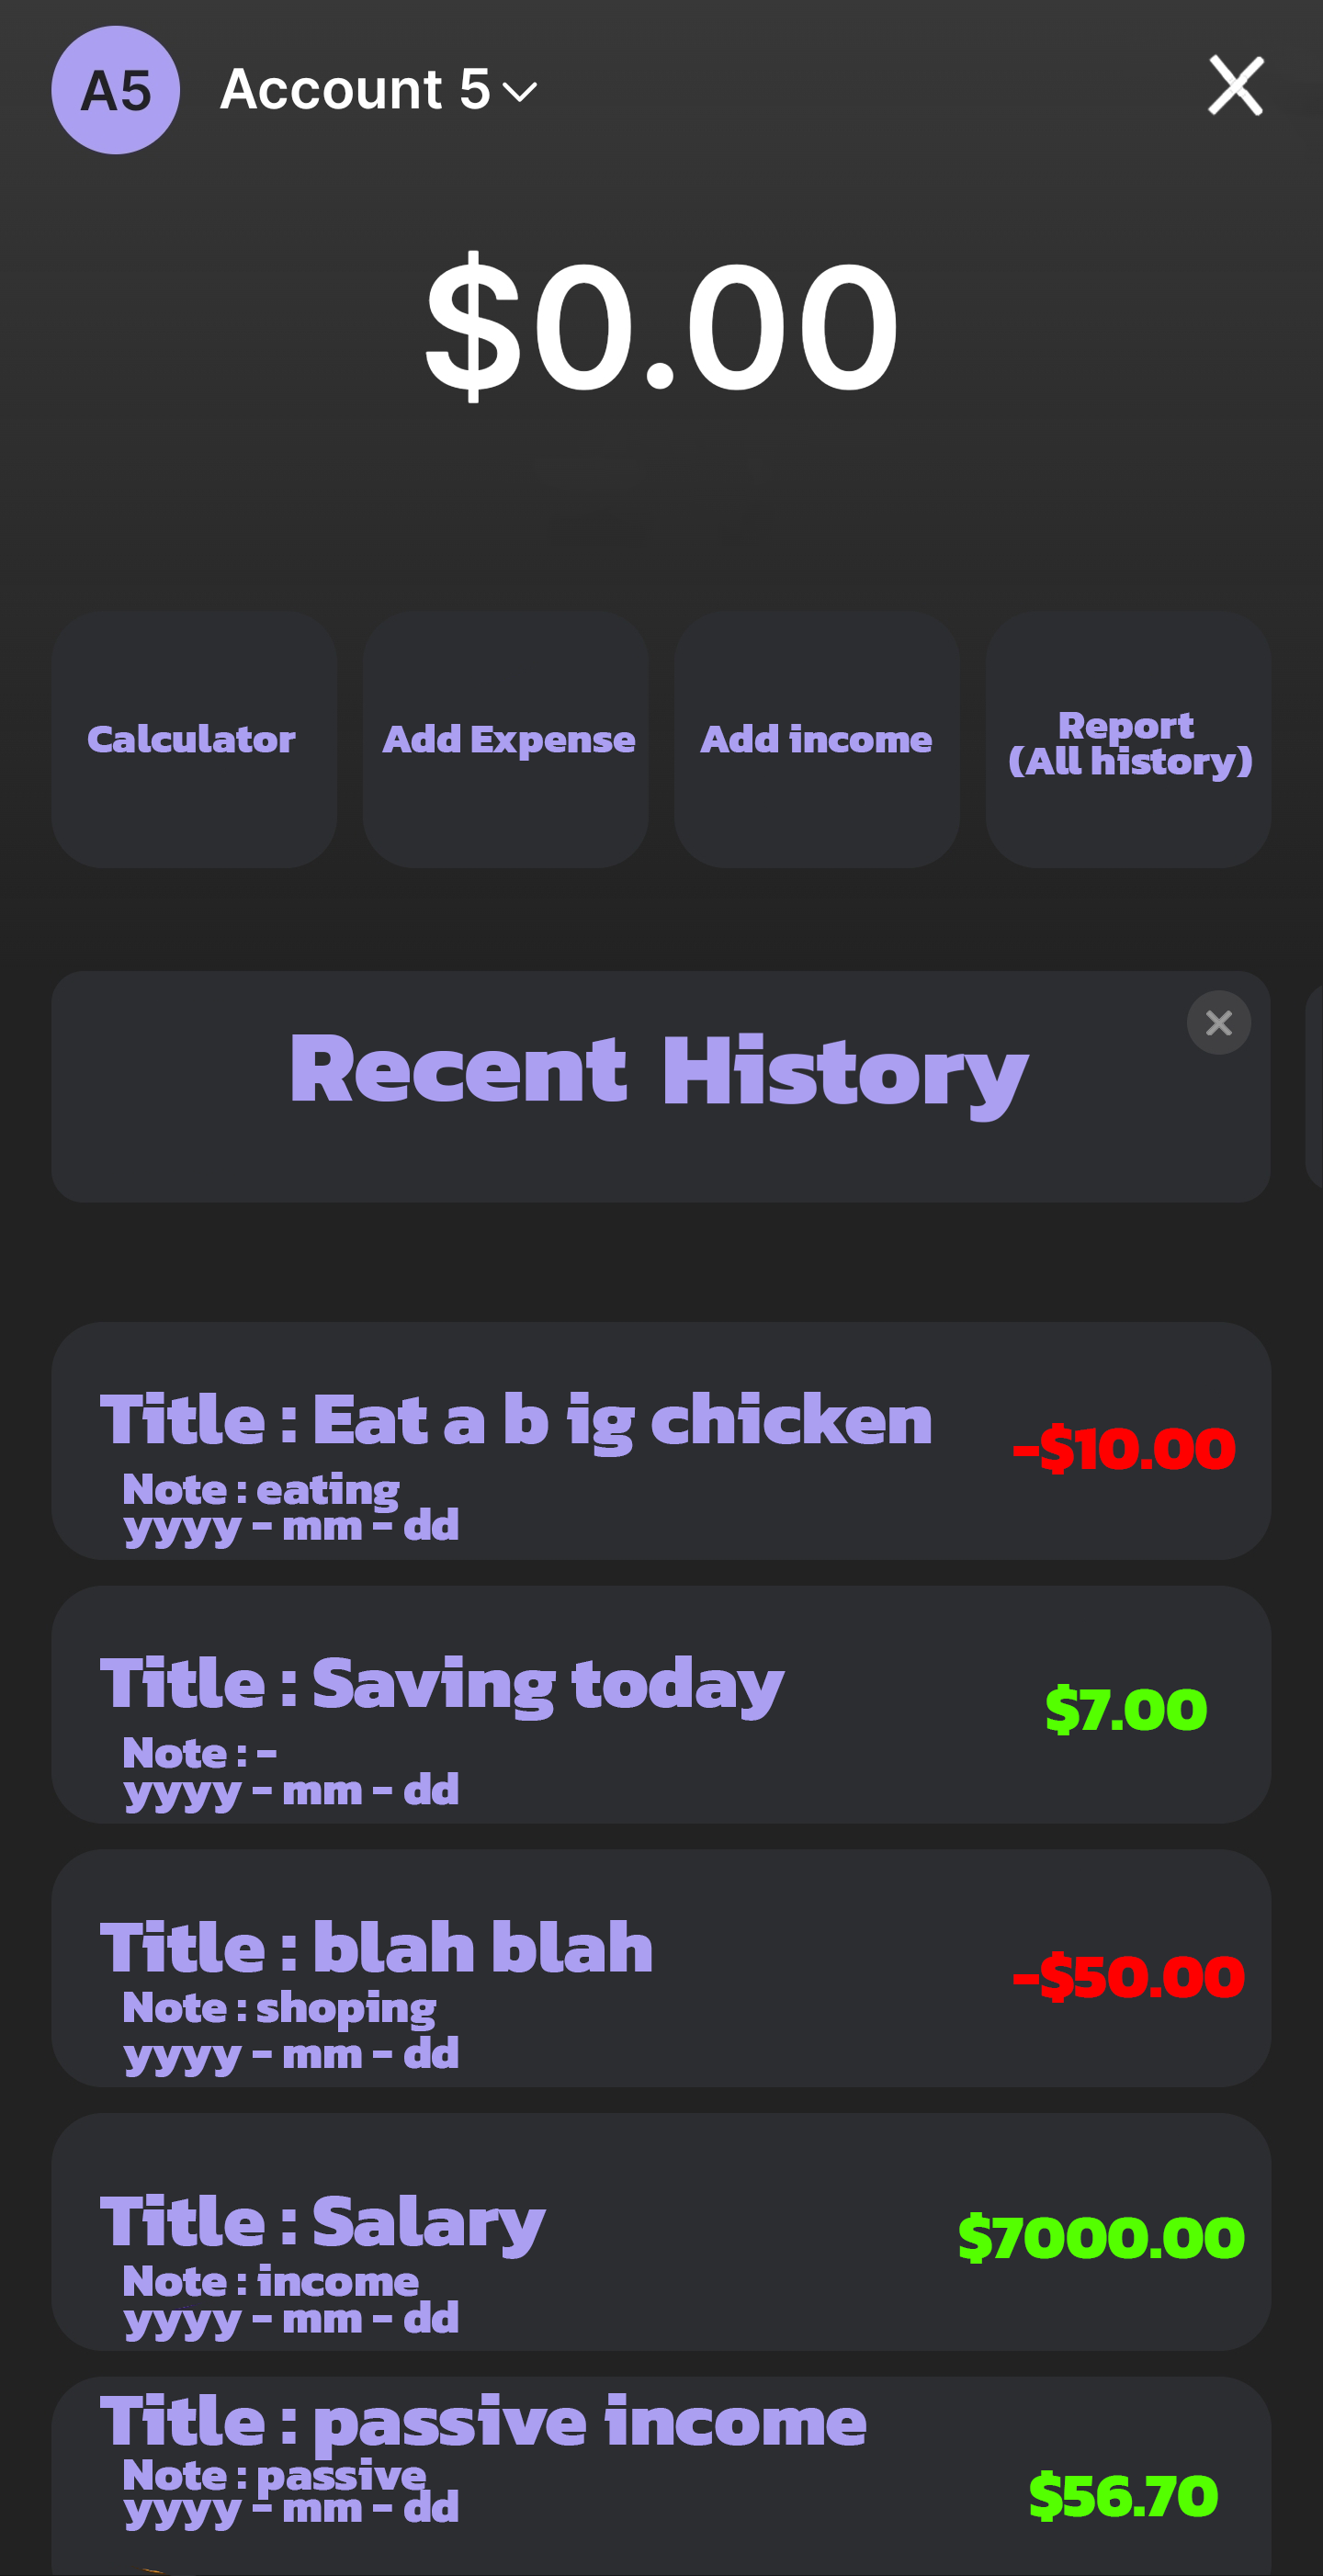 A5 Account 5
$0.00
Calculator
Add Expense
Add income
Report
(All history)
Recent History
Title : Eat a b ig chicken
-$10.00
Note : eating
yyyy - mm - dd
Title : Saving today
$7.00
Note : -
yyyy - mm - dd
Title : blah blah
-$50.00
Note : shoping
yyyy - mm - dd
Title : Salary
$7000.00
Note : income
yyyy - mm - dd
Title : passive income
Note : passive
$56.70
yyyy - mm - dd